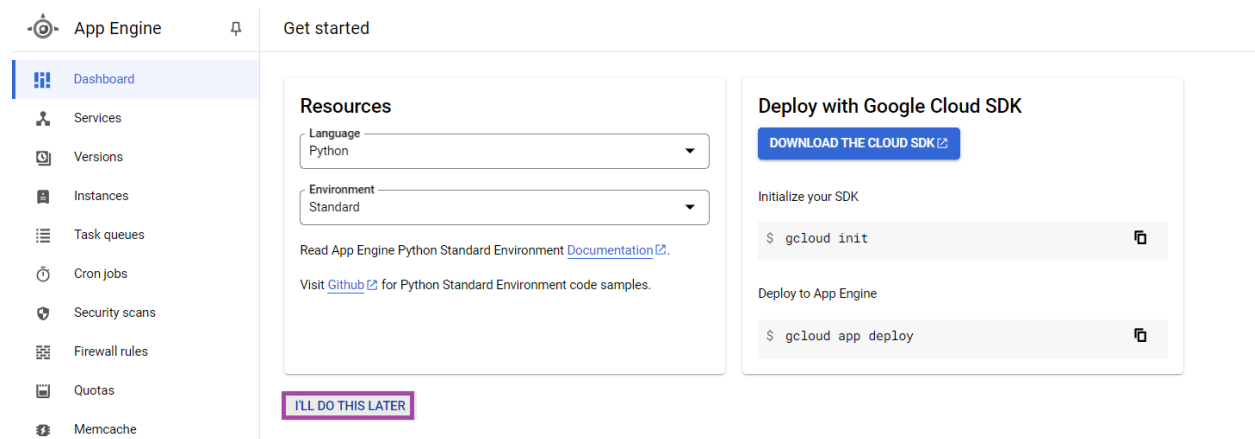 App Engine
Get started
Dashboard
Services
Versions
Instances
Task queues
Cron jobs
Security scans
Firewall rules
Quotas
Memcache
Resources
Language
Python
Environment
Standard
Read App Engine Python Standard Environment Documentation.
Visit Github for Python Standard Environment code samples.
I'LL DO THIS LATER
Deploy with Google Cloud SDK
DOWNLOAD THE CLOUD SDK
Initialize your SDK
$ gcloud init
Deploy to App Engine
$ gcloud app deploy